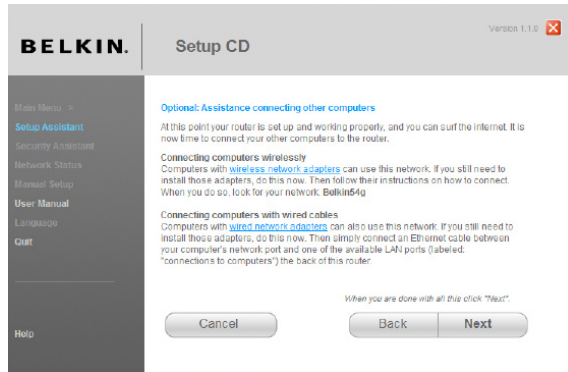 Version 1.1.0
BELKIN.
Setup CD
Main Menu >
Setup Assistant
Security Assistant
Network Status
Manual Setup
User Manual
Language
Quit
Help
Optional: Assistance connecting other computers
At this point your router is set up and working properly, and you can surf the internet. It is
now time to connect your other computers to the router.
Connecting computers wirelessly
Computers with wireless network adapters can use this network. If you still need to
install those adapters, do this now. Then follow their instructions on how to connect.
When you do so, look for your network: Belkin54g
Connecting computers with wired cables
Computers with wired network adapters can also use this network. If you still need to
install those adapters, do this now. Then simply connect an Ethernet cable between
your computer's network port and one of the available LAN ports (labeled:
"connections to computers") the back of this router.
When you are done with all this click "Next".
Cancel
Back
Next